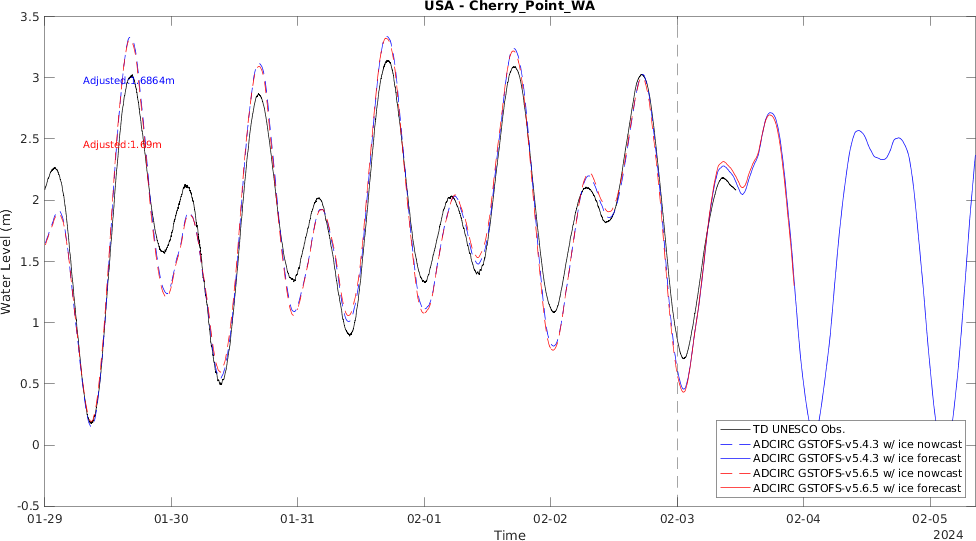 USA - Cherry_Point_WA
3.5
3
2.5
2
1.5
1
0.5
0
-0.5
Water Level (m)
Adjusted:1.6864m
Adjusted:1.69m
TD UNESCO Obs.
ADCIRC GSTOFS-v5.4.3 w/ ice nowcast
ADCIRC GSTOFS-v5.4.3 w/ ice forecast
ADCIRC GSTOFS-v5.6.5 w/ ice nowcast
ADCIRC GSTOFS-v5.6.5 w/ ice forecast
01-29 01-30 01-31 02-01 02-02 02-03 02-04 02-05
Time
2024